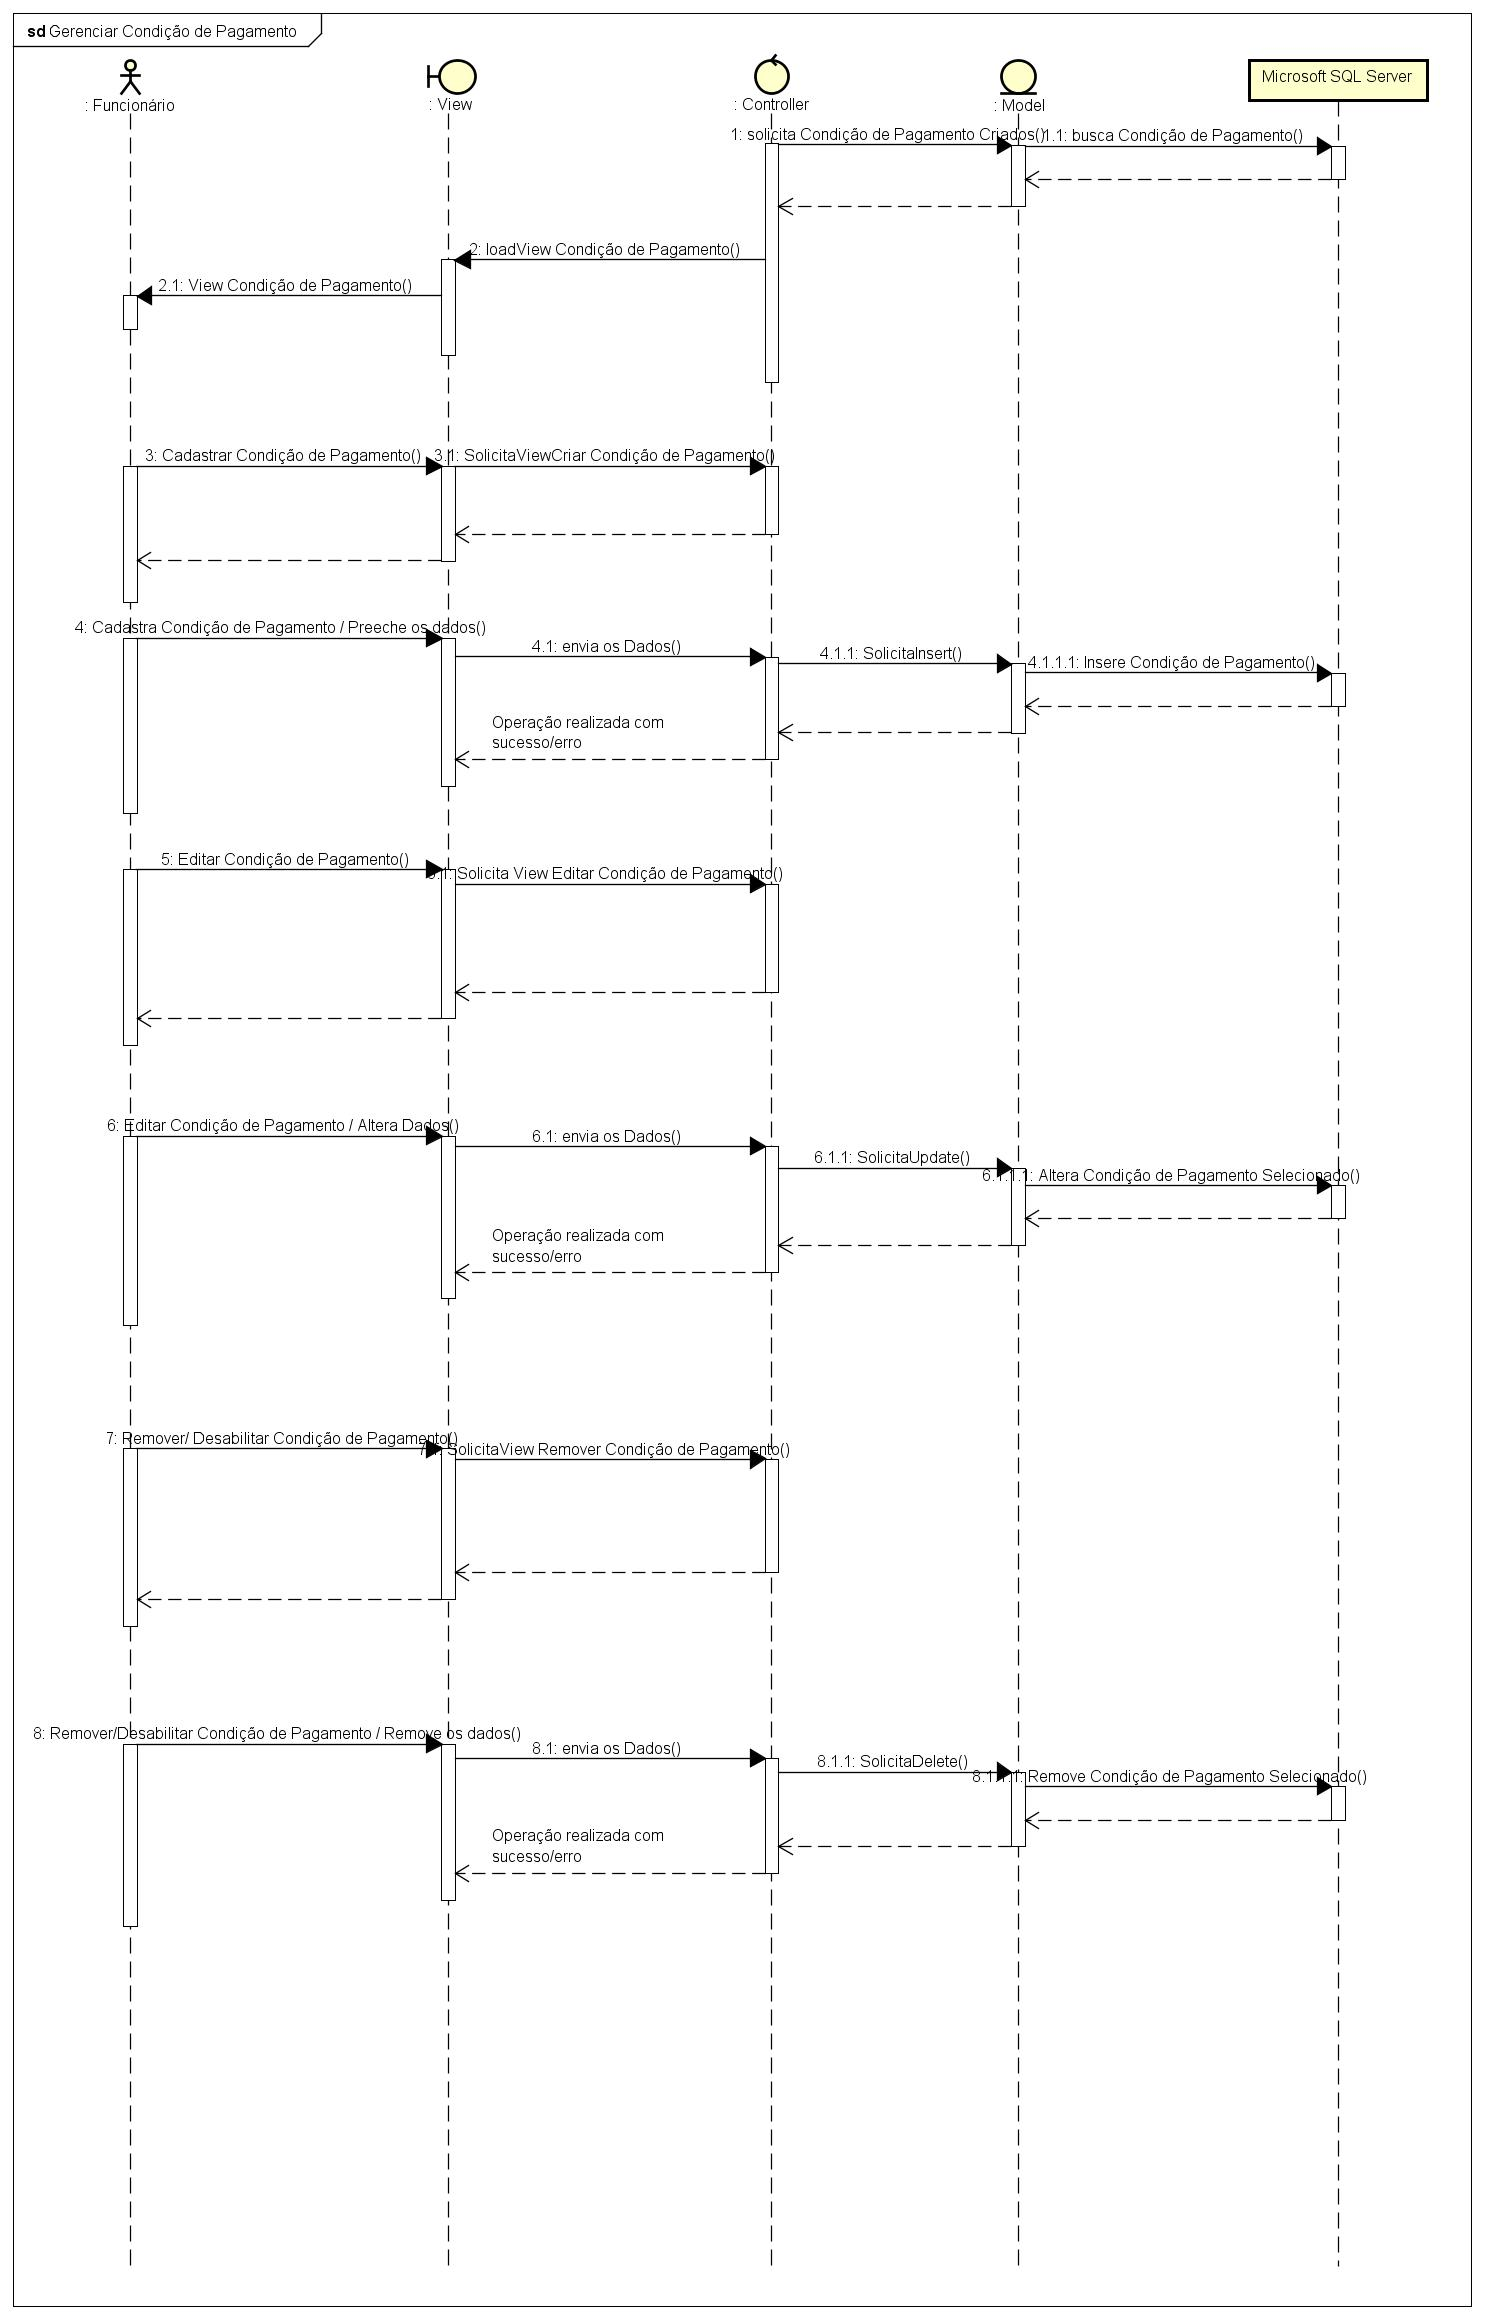 sd Gerenciar Condição de Pagamento
: Funcionário
: View
: Controller
: Model
Microsoft SQL Server
1: solicita Condição de Pagamento Criados()
1.1: busca Condição de Pagamento()
2: loadView Condição de Pagamento()
2.1: View Condição de Pagamento()
3: Cadastrar Condição de Pagamento()
3.1: SolicitaViewCriar Condição de Pagamento()
4: Cadastra Condição de Pagamento / Preeche os dados()
4.1: envia os Dados()
4.1.1: SolicitaInsert()
4.1.1.1: Insere Condição de Pagamento()
Operação realizada com
sucesso/erro
5: Editar Condição de Pagamento()
5.1: Solicita View Editar Condição de Pagamento()
6: Editar Condição de Pagamento / Altera Dados()
6.1: envia os Dados()
6.1.1: SolicitaUpdate()
6.1.1.1: Altera Condição de Pagamento Selecionado()
Operação realizada com
sucesso/erro
7: Remover/ Desabilitar Condição de Pagamento()
7.1: SolicitaView Remover Condição de Pagamento()
8: Remover/Desabilitar Condição de Pagamento / Remove os dados()
8.1: envia os Dados()
8.1.1: SolicitaDelete()
8.1.1.1: Remove Condição de Pagamento Selecionado()
Operação realizada com
sucesso/erro